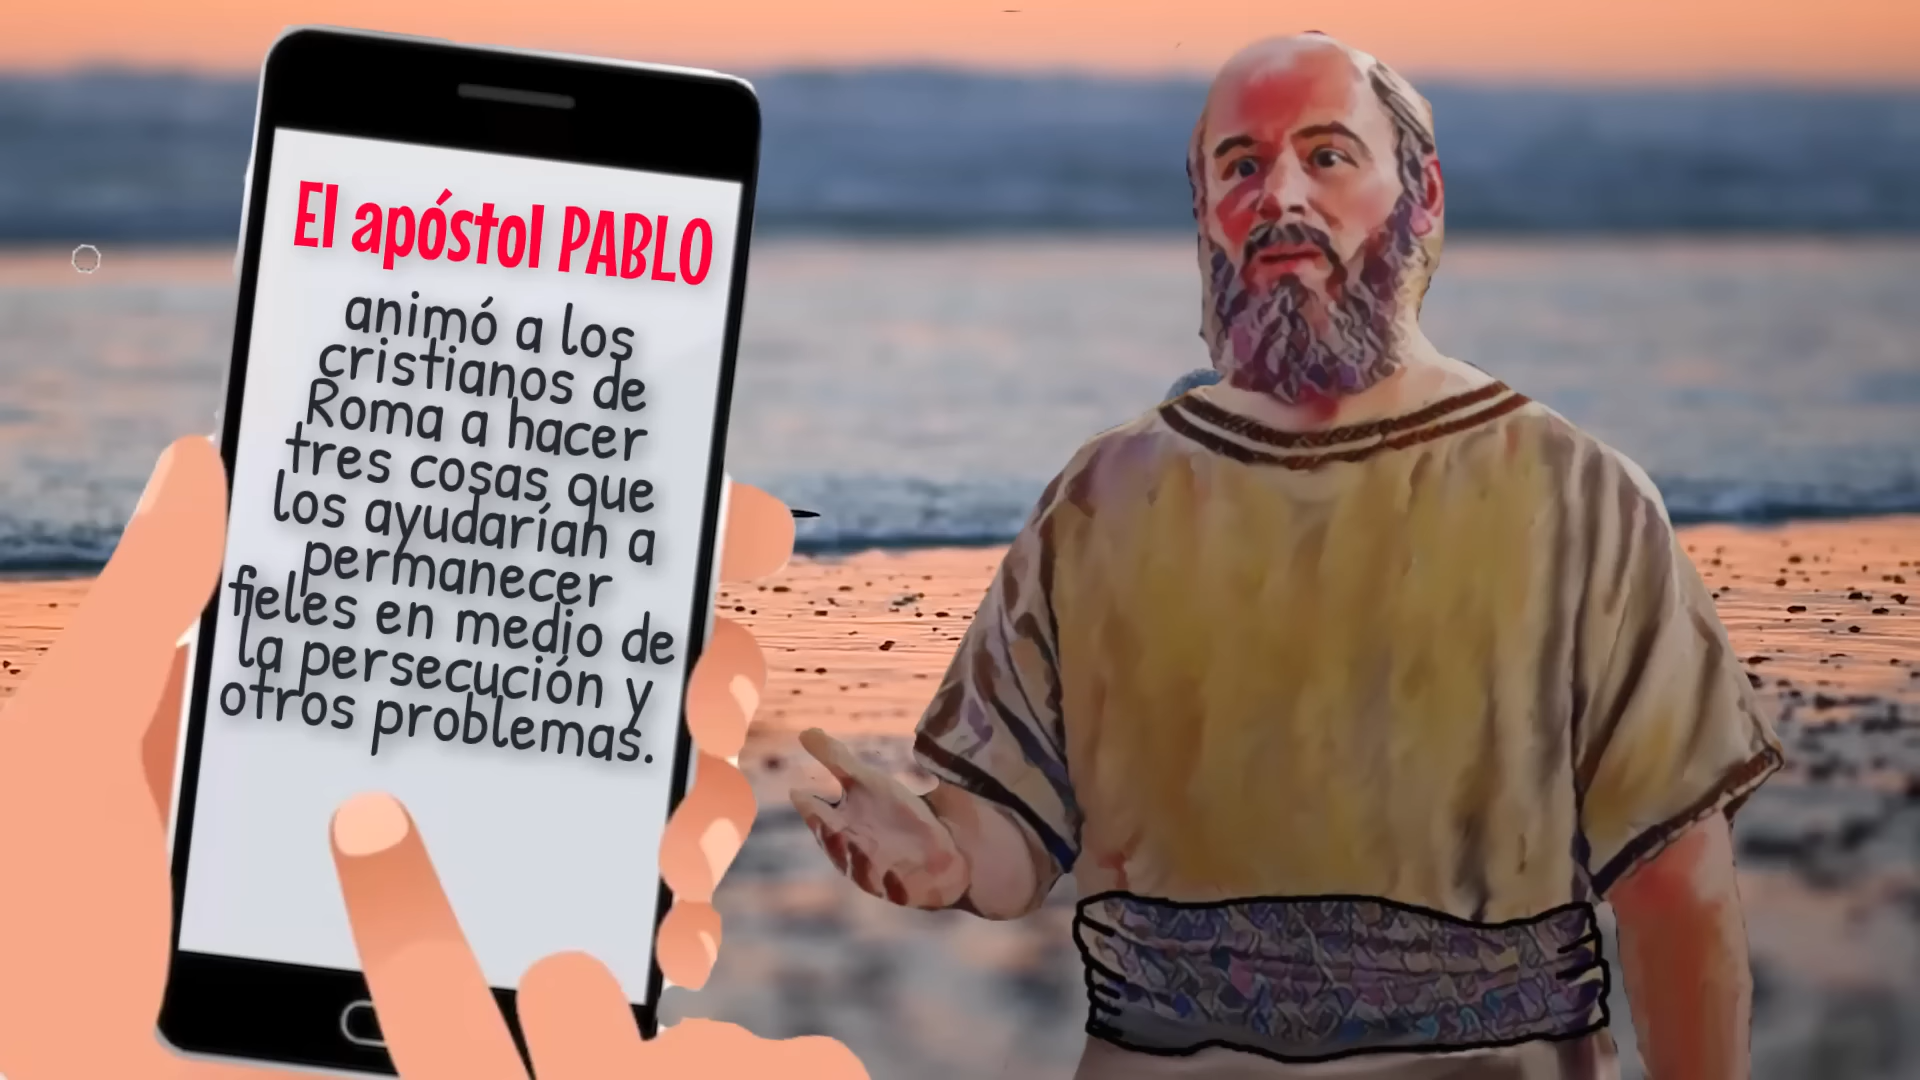 El apóstol PABLO
animó a los
cristianos de
Roma a hacer
tres cosas que
los ayudarían a
permanecer
fieles en medio de
la persecución y
otros problemas.